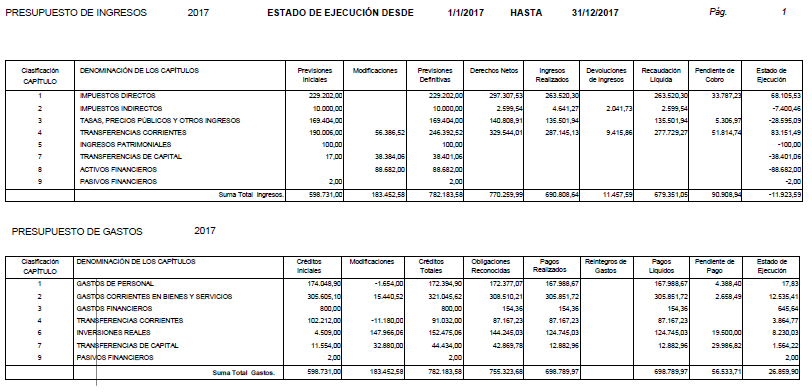 PRESUPUESTO DE INGRESOS 2017 ESTADO DE EJECUCIÓN DESDE 1/1/2017 HASTA 31/12/2017 Pág. 1
Clasificación DENOMINACIÓN DE LOS CAPÍTULOS Previsiones Modificaciones Previsiones Derechos Netos Ingresos Devoluciones Recaudación Pendiente de Estado de
CAPÍTULO Iniciales Definitivas Realizados de Ingresos Líquida Cobro Ejecución
1 IMPUESTOS DIRECTOS 229.202,00 229.202,00 297.307,53 263.520,30 263.520,30 33.787,23 68.105,53
2 IMPUESTOS INDIRECTOS 10.000,00 10.000,00 2.599,54 4.641,27 2.041,73 2.599,54 -7.400,46
3 TASAS, PRECIOS PÚBLICOS Y OTROS INGRESOS 169.404,00 169.404,00 140.808,91 135.501,94 135.501,94 5.306,97 -28.595,09
4 TRANSFERENCIAS CORRIENTES 190.006,00 56.386,52 246.392,52 329.544,01 287.145,13 9.415,86 277.729,27 51.814,74 83.151,49
5 INGRESOS PATRIMONIALES 100,00 100,00 -100,00
7 TRANSFERENCIAS DE CAPITAL 17,00 38.384,06 38.401,06 -38.401,06
8 ACTIVOS FINANCIEROS 88.682,00 88.682,00 -88.682,00
9 PASIVOS FINANCIEROS 2,00 2,00 -2,00
Suma Total Ingresos. 598.731,00 183.452,58 782.183,58 770.259,99 690.808,64 11.457,59 679.351,05 90.908,94 -11.923,59
PRESUPUESTO DE GASTOS 2017
Clasificación DENOMINACIÓN DE LOS CAPÍTULOS Créditos Modificaciones Créditos Obligaciones Pagos Reintegros de Pagos Pendiente de Estado de
CAPÍTULO Iniciales Totales Reconocidas Realizados Gastos Líquidos Pago Ejecución
1 GASTOS DE PERSONAL 174.048,90 -1.654,00 172.394,90 172.377,07 167.988,67 167.988,67 4.388,40 17,83
2 GASTOS CORRIENTES EN BIENES Y SERVICIOS 305.605,10 15.440,52 321.045,62 308.510,21 305.851,72 305.851,72 2.658,49 12.535,41
3 GASTOS FINANCIEROS 800,00 800,00 154,36 154,36 154,36 645,64
4 TRANSFERENCIAS CORRIENTES 102.212,00 -11.180,00 91.032,00 87.167,23 87.167,23 87.167,23 3.864,77
6 INVERSIONES REALES 4.509,00 147.966,06 152.475,06 144.245,03 124.745,03 124.745,03 19.500,00 8.230,03
7 TRANSFERENCIAS DE CAPITAL 11.554,00 32.880,00 44.434,00 42.869,78 12.882,96 12.882,96 29.986,82 1.564,22
9 PASIVOS FINANCIEROS 2,00 2,00 2,00
Suma Total Gastos. 598.731,00 183.452,58 782.183,58 755.323,68 698.789,97 698.789,97 56.533,71 26.859,90